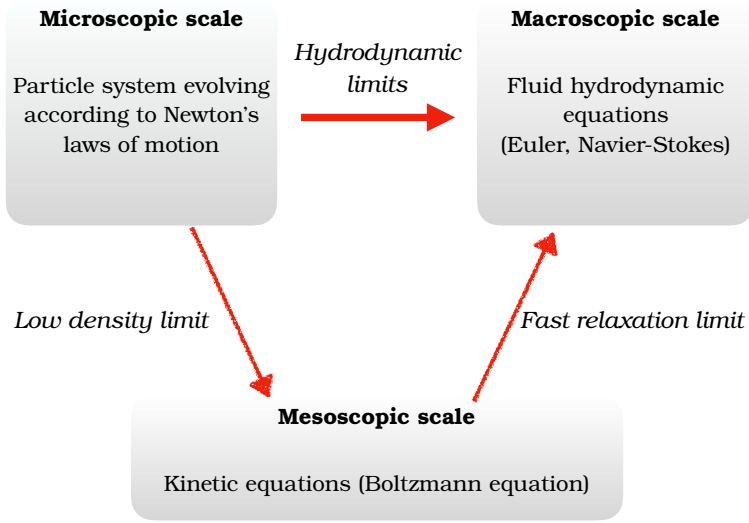 Microscopic scale
Particle system evolving
according to Newton's
laws of motion
Hydrodynamic
limits
Macroscopic scale
Fluid hydrodynamic
equations
(Euler, Navier-Stokes)
Low density limit
Fast relaxation limit
Mesoscopic scale
Kinetic equations (Boltzmann equation)